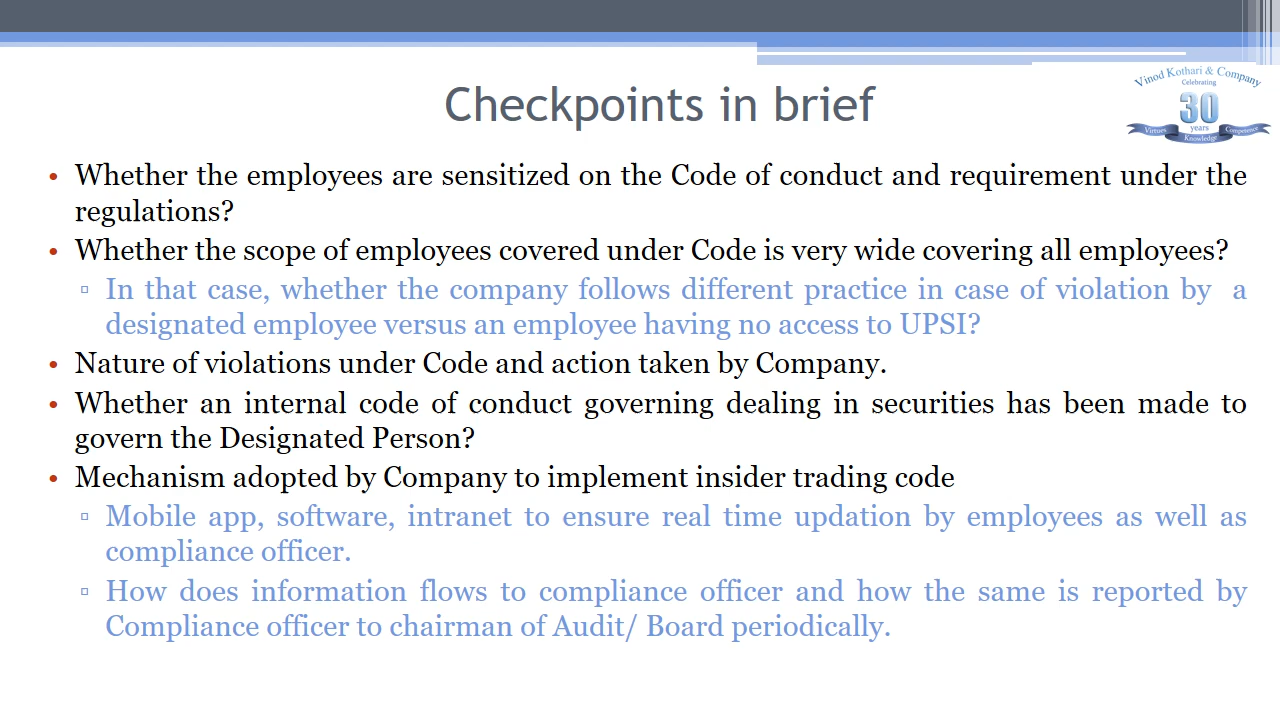 Vinod Kothari & Company
Celebrating
30
years
Virtues
Knowledge
Competence
Checkpoints in brief
• Whether the employees are sensitized on the Code of conduct and requirement under the
regulations?
• Whether the scope of employees covered under Code is very wide covering all employees?
▫ In that case, whether the company follows different practice in case of violation by a
designated employee versus an employee having no access to UPSI?
• Nature of violations under Code and action taken by Company.
• Whether an internal code of conduct governing dealing in securities has been made to
govern the Designated Person?
• Mechanism adopted by Company to implement insider trading code
▫ Mobile app, software, intranet to ensure real time updation by employees as well as
compliance officer.
▫ How does information flows to compliance officer and how the same is reported by
Compliance officer to chairman of Audit/ Board periodically.